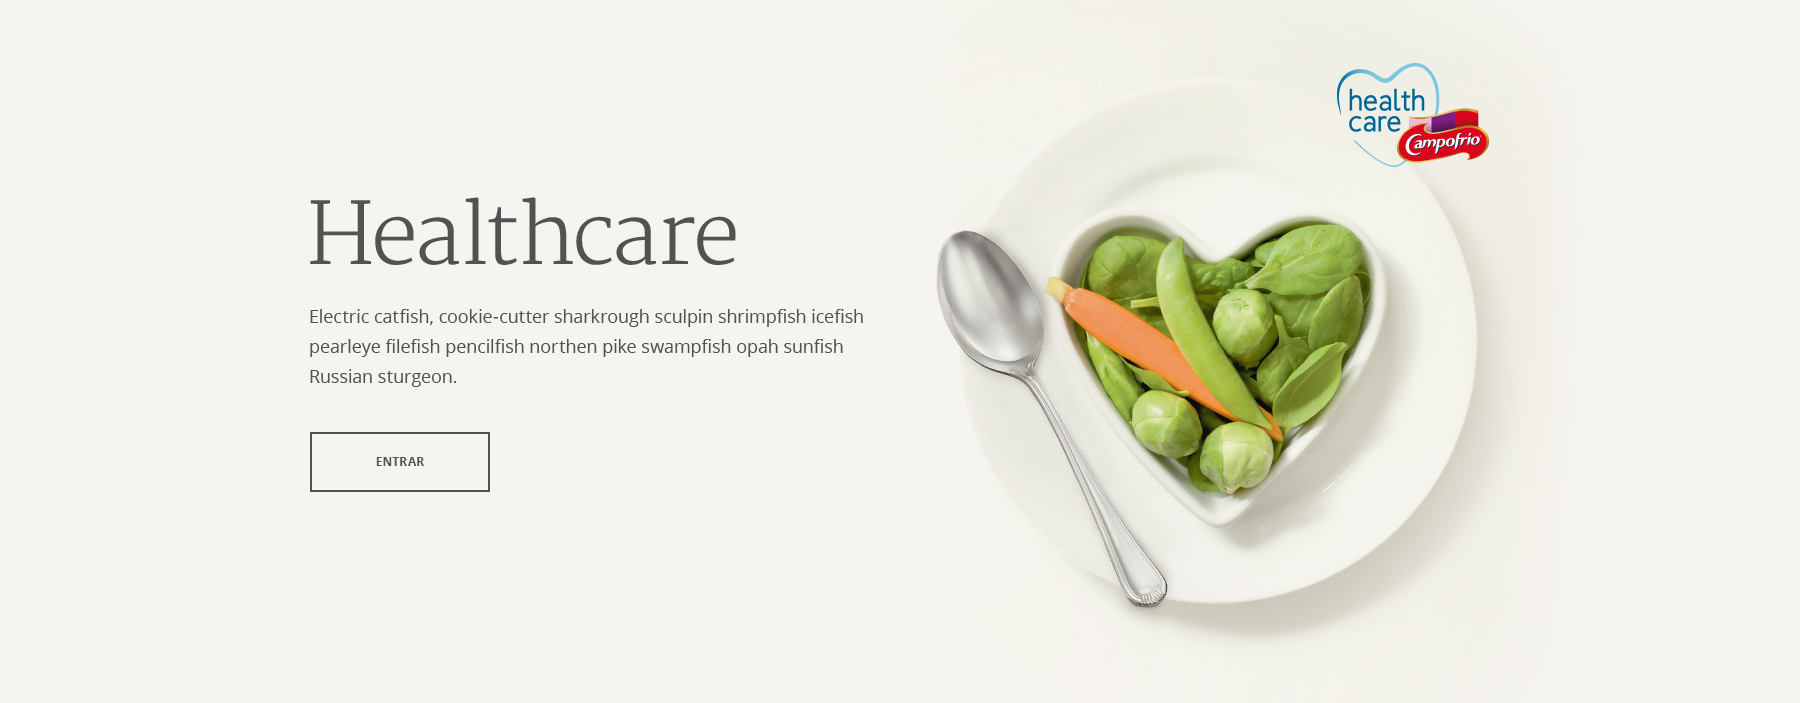 health
care
Campofrio
Healthcare
Electric catfish, cookie-cutter sharkrough sculpin shrimpfish icefish
pearleye filefish pencilfish northen pike swampfish opah sunfish
Russian sturgeon.
ENTRAR